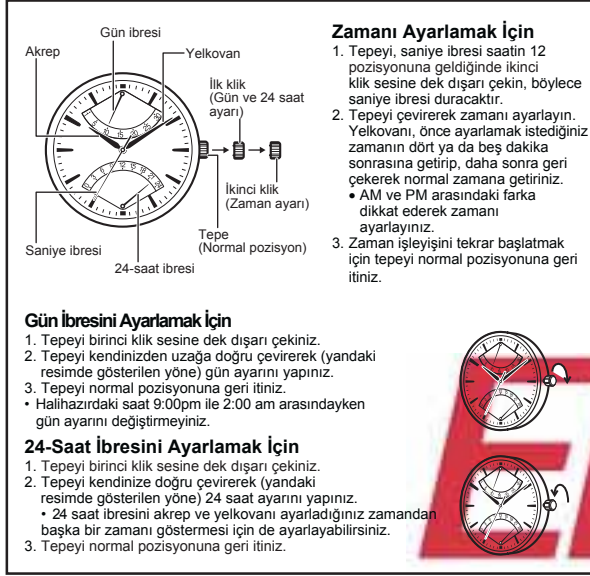 Gün ibresi
Akrep
Yelkovan
İlk klik
(Gün ve 24 saat
ayarı)
İkinci klik
(Zaman ayarı)
Tepe
(Normal pozisyon)
Saniye ibresi
24-saat ibresi
Zamanı Ayarlamak İçin
1. Tepeyi, saniye ibresi saatin 12
pozisyonuna geldiğinde ikinci
klik sesine dek dışarı çekin, böylece
saniye ibresi duracaktır.
2. Tepeyi çevirerek zamanı ayarlayın.
Yelkovanı, önce ayarlamak istediğiniz
zamanın dört ya da beş dakika
sonrasına getirip, daha sonra geri
çekerek normal zamana getiriniz.
• AM ve PM arasındaki farka
dikkat ederek zamanı
ayarlayınız.
3. Zaman işleyişini tekrar başlatmak
için tepeyi normal pozisyonuna geri
itiniz.
Gün İbresini Ayarlamak İçin
1. Tepeyi birinci klik sesine dek dışarı çekiniz.
2. Tepeyi kendinizden uzağa doğru çevirerek (yandaki
resimde gösterilen yöne) gün ayarını yapınız.
3. Tepeyi normal pozisyonuna geri itiniz.
• Halihazırdaki saat 9:00pm ile 2:00 am arasındayken
gün ayarını değiştirmeyiniz.
24-Saat İbresini Ayarlamak İçin
1. Tepeyi birinci klik sesine dek dışarı çekiniz.
2. Tepeyi kendinize doğru çevirerek (yandaki
resimde gösterilen yöne) 24 saat ayarını yapınız.
• 24 saat ibresini akrep ve yelkovanı ayarladığınız zamandan
başka bir zamanı göstermesi için de ayarlayabilirsiniz.
3. Tepeyi normal pozisyonuna geri itiniz.